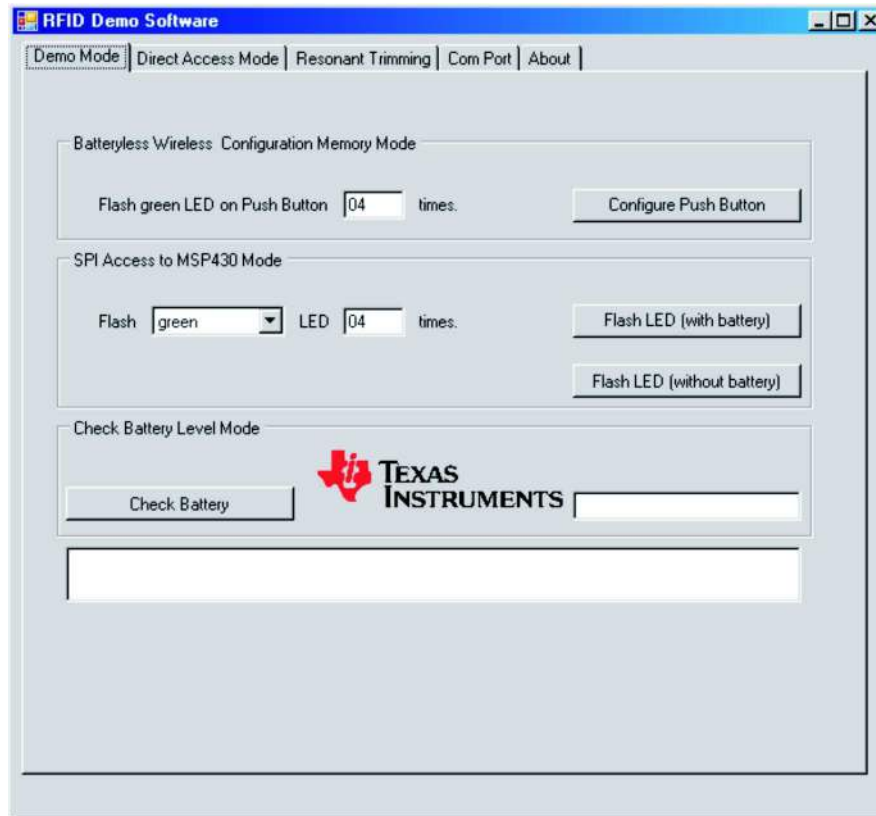 RFID Demo Software
Demo Mode Direct Access Mode Resonant Trimming Com Port About
Batteryless Wireless Configuration Memory Mode
Flash green LED on Push Button 04 times. Configure Push Button
SPI Access to MSP430 Mode
Flash green LED 04 times. Flash LED (with battery)
Flash LED (without battery)
Check Battery Level Mode
Check Battery
TEXAS
INSTRUMENTS